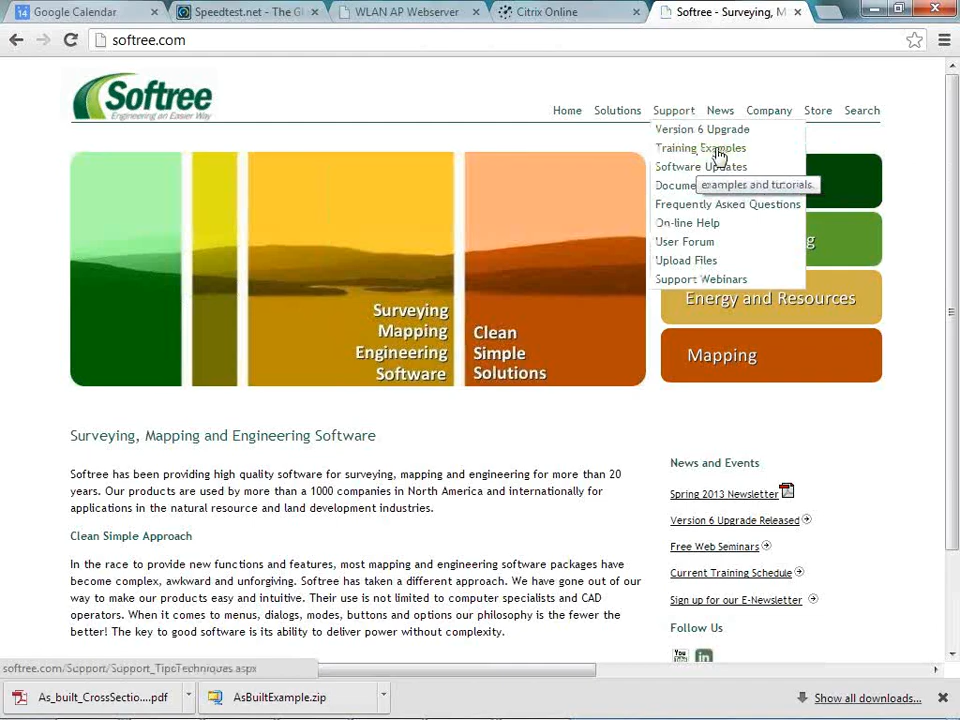 Google Calendar
Speedtest.net - The Gl
WLAN AP Webserver
Citrix Online
Softree - Surveying, M
softree.com
Softree
Engineering an Easier Way
Home Solutions Support News Company Store Search
Version 6 Upgrade
Training Examples
Software Updates
Docume
examples and tutorials.
Frequently Asked Questions
On-line Help
User Forum
Upload Files
Support Webinars
g
Energy and Resources
Mapping
Surveying
Mapping
Engineering
Software
Clean
Simple
Solutions
Surveying, Mapping and Engineering Software
Softree has been providing high quality software for surveying, mapping and engineering for more than 20
years. Our products are used by more than a 1000 companies in North America and internationally for
applications in the natural resource and land development industries.
Clean Simple Approach
In the race to provide new functions and features, most mapping and engineering software packages have
become complex, awkward and unforgiving. Softree has taken a different approach. We have gone out of our
way to make our products easy and intuitive. Their use is not limited to computer specialists and CAD
operators. When it comes to menus, dialogs, modes, buttons and options our philosophy is the fewer the
better! The key to good software is its ability to deliver power without complexity.
News and Events
Spring 2013 Newsletter
Version 6 Upgrade Released
Free Web Seminars
Current Training Schedule
Sign up for our E-Newsletter
Follow Us
You
in
softree.com/Support/Support_TipsTechniques.aspx
As_built_CrossSectio....pdf
AsBuiltExample.zip
Show all downloads...